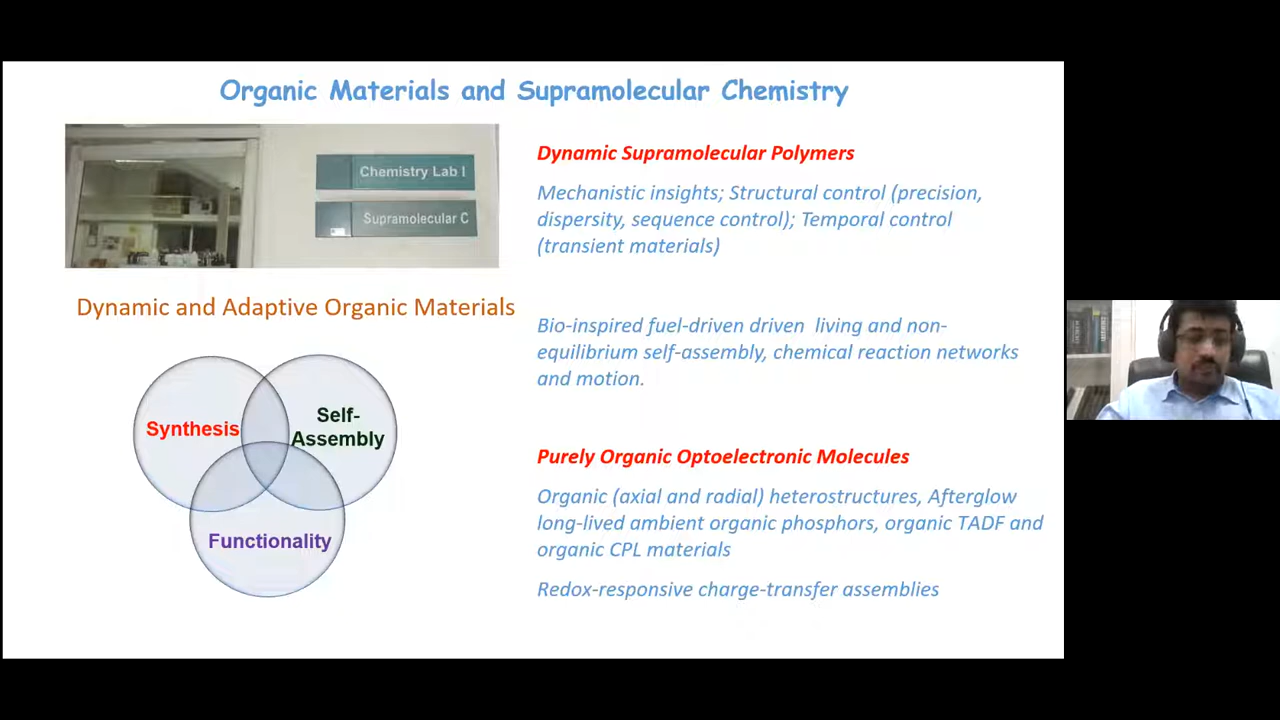 Organic Materials and Supramolecular Chemistry
Chemistry Lab I
Supramolecular C
Dynamic and Adaptive Organic Materials
Synthesis
Self-
Assembly
Functionality
Dynamic Supramolecular Polymers
Mechanistic insights; Structural control (precision,
dispersity, sequence control); Temporal control
(transient materials)
Bio-inspired fuel-driven driven living and non-
equilibrium self-assembly, chemical reaction networks
and motion.
Purely Organic Optoelectronic Molecules
Organic (axial and radial) heterostructures, Afterglow
long-lived ambient organic phosphors, organic TADF and
organic CPL materials
Redox-responsive charge-transfer assemblies